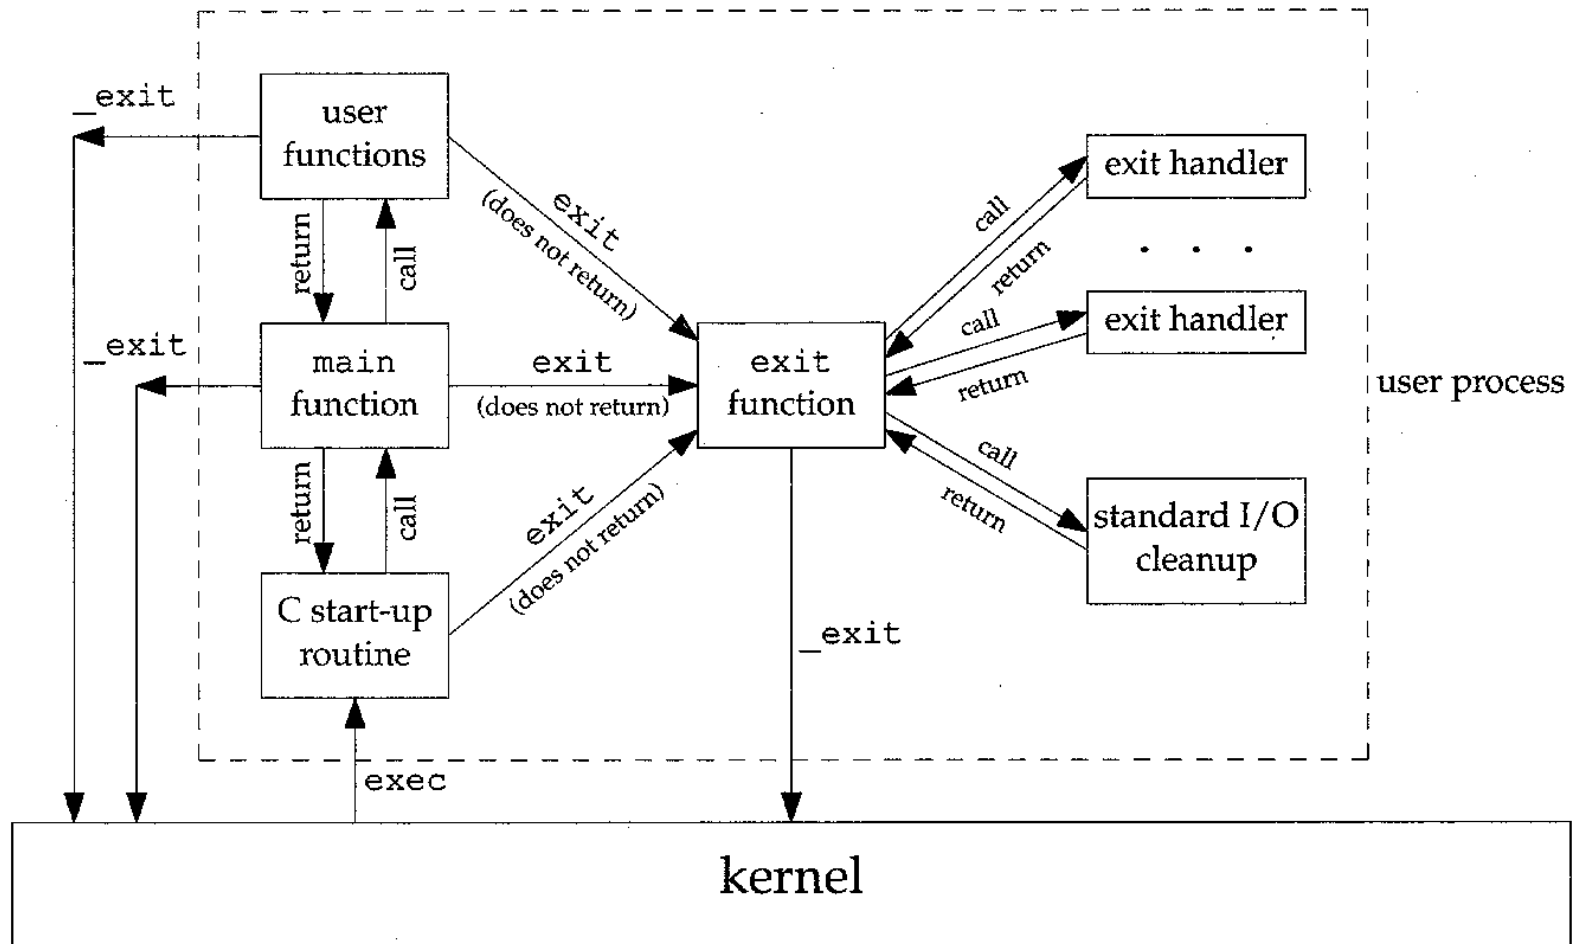 _exit
user
functions
exit
(does not return)
return
call
exit handler
call
return
. . .
exit handler
call
return
_exit
main
function
exit
(does not return)
exit
function
user process
return
call
exit
(does not return)
call
return
standard I/O
cleanup
C start-up
routine
_exit
exec
kernel